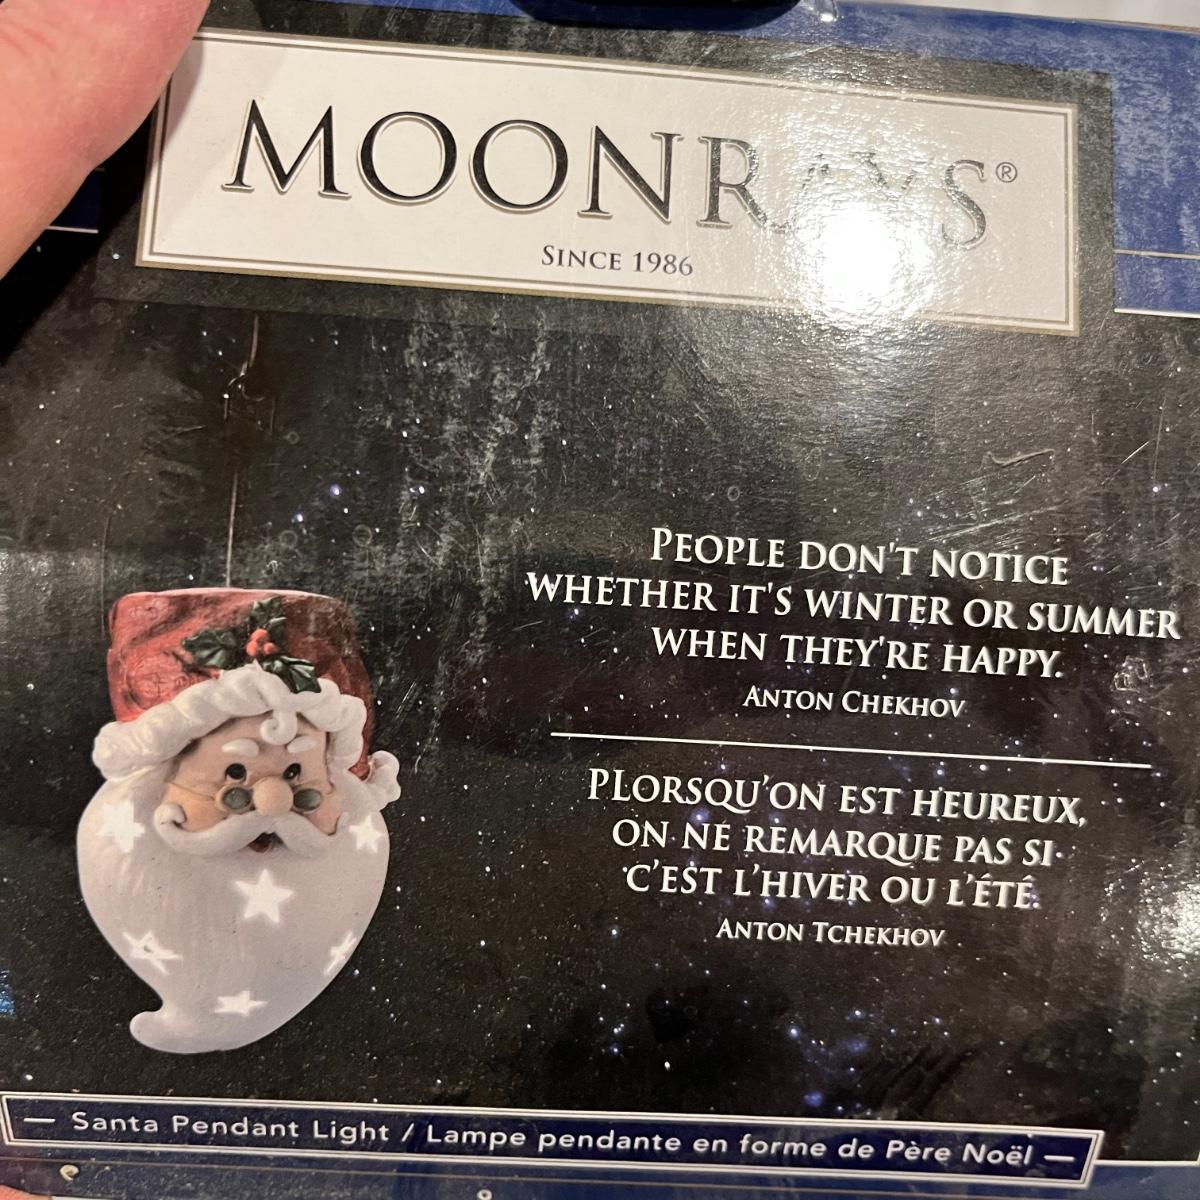 MOONRAYS®
SINCE 1986
PEOPLE DON'T NOTICE
WHETHER IT'S WINTER OR SUMMER
WHEN THEY'RE HAPPY.
ANTON CHEKHOV
PLORSQU'ON EST HEUREUX,
ON NE REMARQUE PAS SI
C'EST L'HIVER OU L'ÉTÉ.
ANTON TCHEKHOV
— Santa Pendant Light / Lampe pendante en forme de Père Noël —